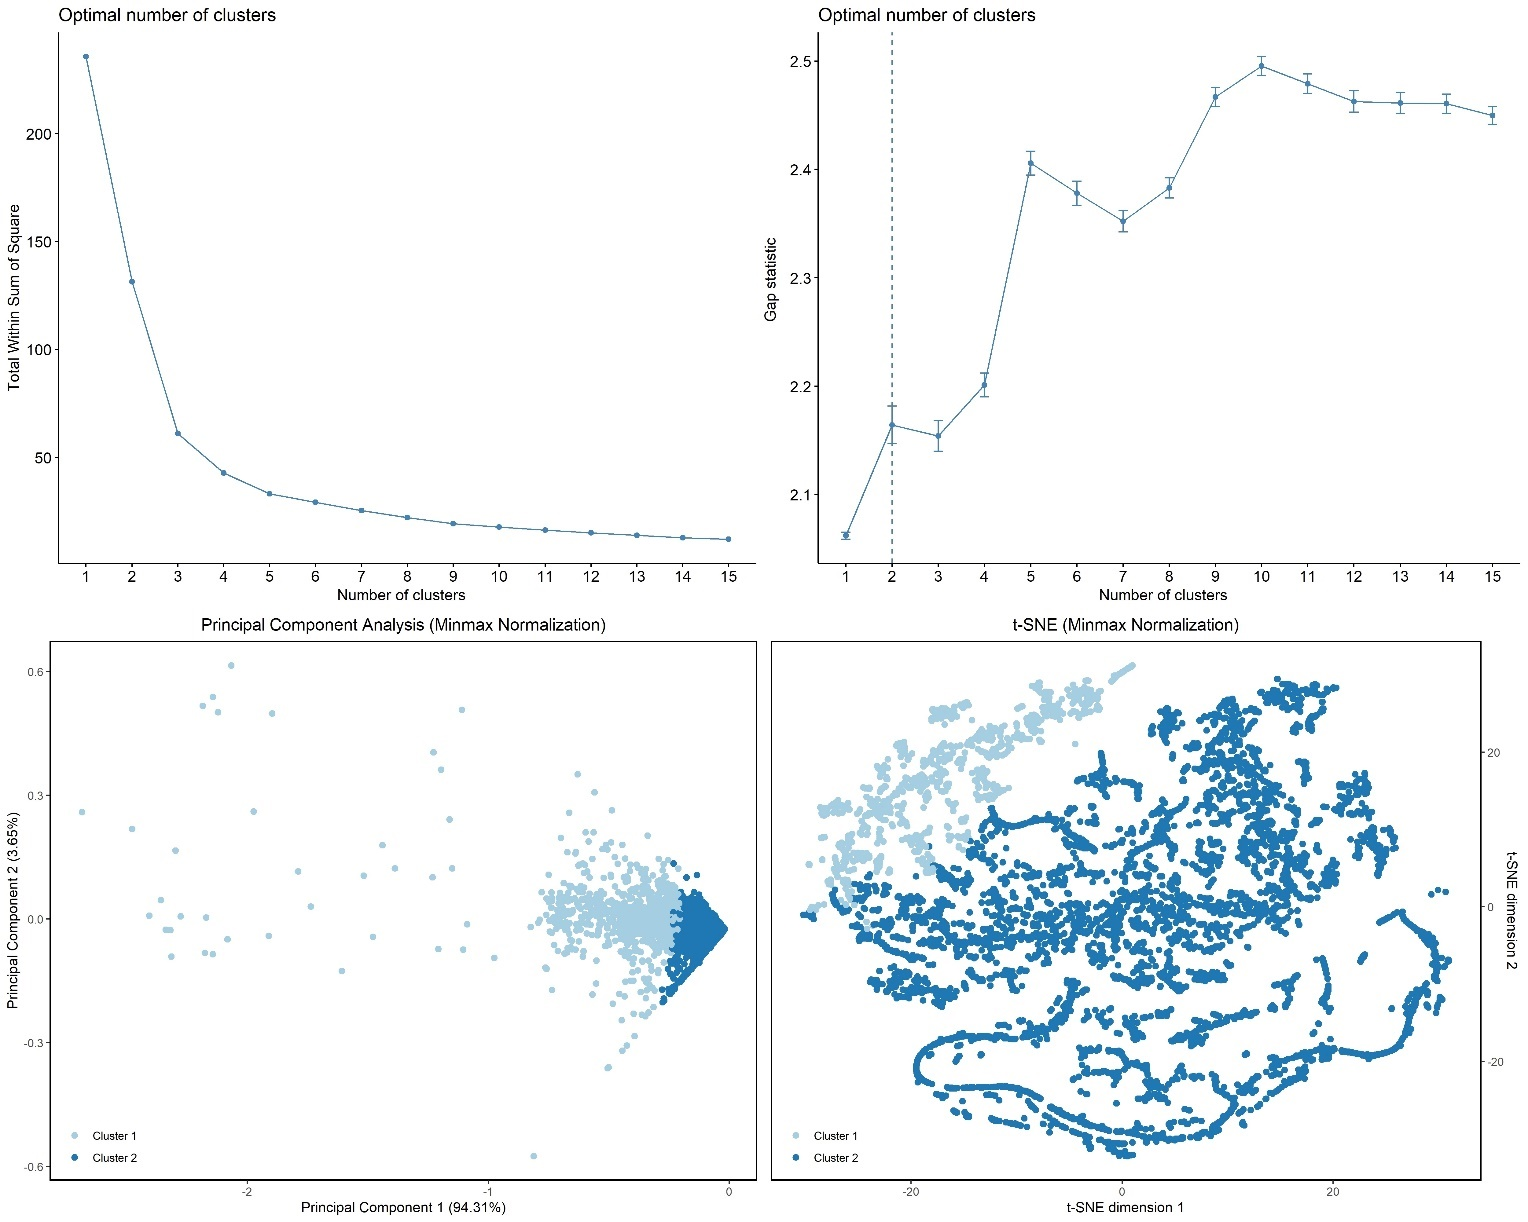 Optimal number of clusters
Total Within Sum of Square
200
150
100
50
1 2 3 4 5 6 7 8 9 10 11 12 13 14 15
Number of clusters
Optimal number of clusters
Gap statistic
2.5
2.4
2.3
2.2
2.1
1 2 3 4 5 6 7 8 9 10 11 12 13 14 15
Number of clusters
Principal Component Analysis (Minmax Normalization)
Principal Component 2 (3.65%)
0.6
0.3
0.0
-0.3
-0.6
Cluster 1
Cluster 2
-2 -1 0
Principal Component 1 (94.31%)
t-SNE (Minmax Normalization)
20
0
-20
t-SNE dimension 2
Cluster 1
Cluster 2
-20 0 20
t-SNE dimension 1